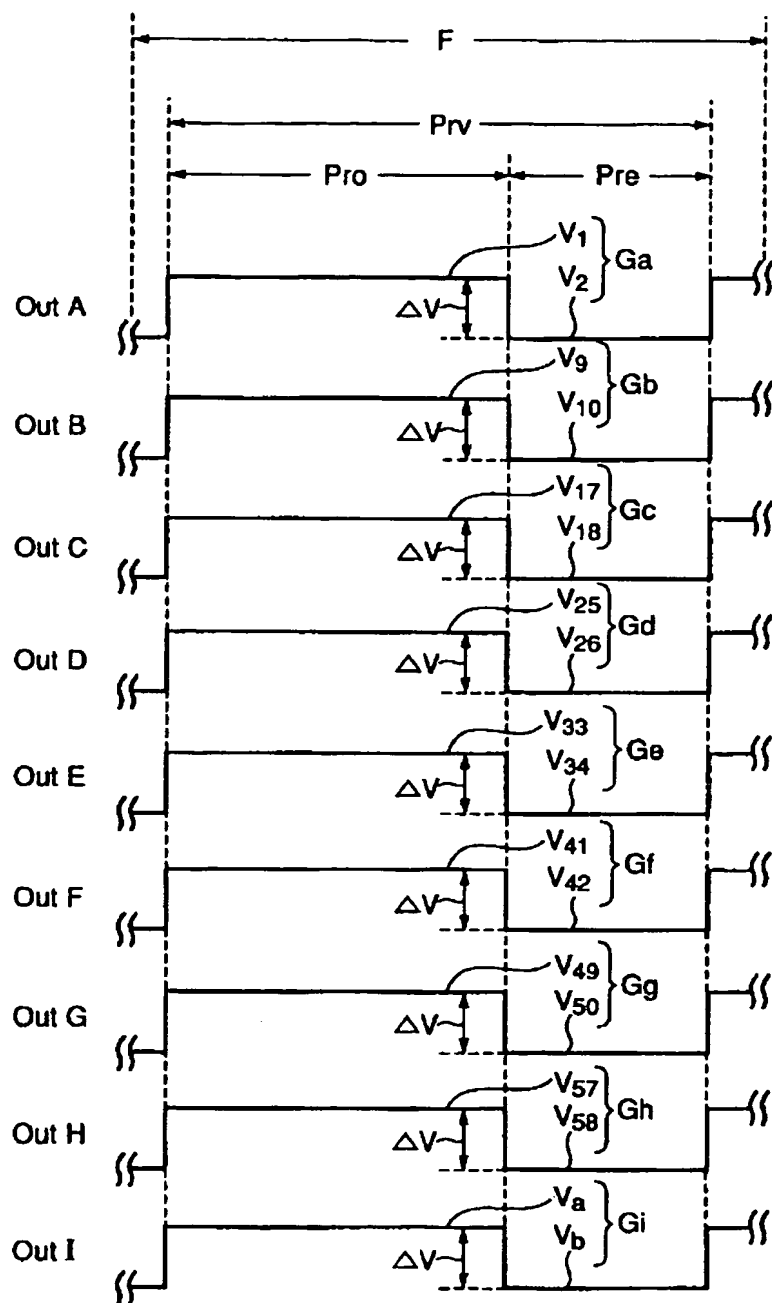 F
Prv
Pro Pre
Out A ΔV V1 V2 Ga
Out B ΔV V9 V10 Gb
Out C ΔV V17 V18 Gc
Out D ΔV V25 V26 Gd
Out E ΔV V33 V34 Ge
Out F ΔV V41 V42 Gf
Out G ΔV V49 V50 Gg
Out H ΔV V57 V58 Gh
Out I ΔV Va Vb Gi